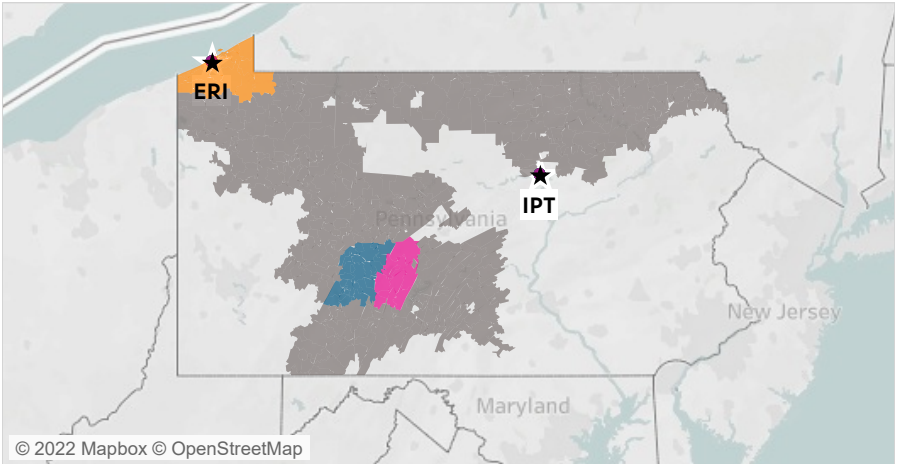 ERI
IPT
Pennsylvania
New Jersey
Maryland
© 2022 Mapbox © OpenStreetMap